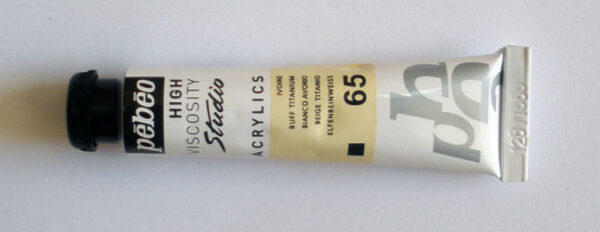 pébéo
HIGH
VISCOSITY
Studio
ACRYLICS
IVOIRE
BUFF TITANIUM
BIANCO AVORIO
BEIGE TITANIO
ELFENBEINWEISS
65